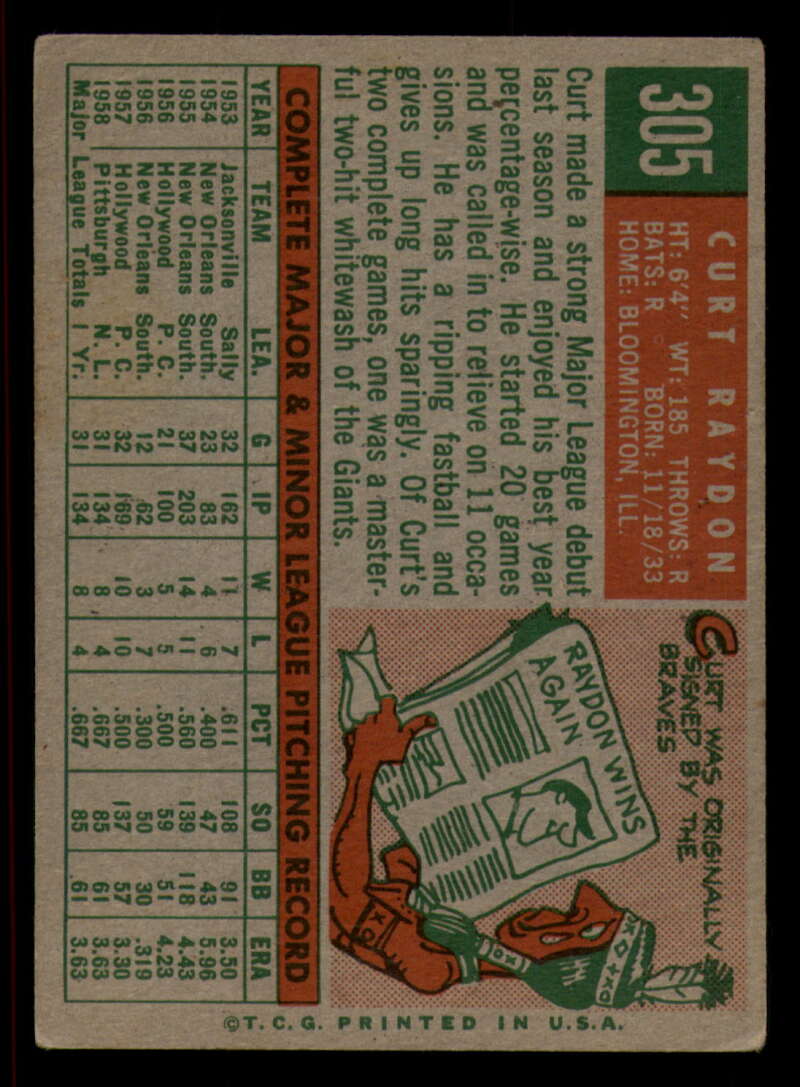 305
CURT RAYDON
HT: 6'4" WT: 185 THROWS: R
BATS: R BORN: 11/18/33
HOME: BLOOMINGTON, ILL.
Curt made a strong Major League debut
last season and enjoyed his best year
percentage-wise. He started 20 games
and was called in to relieve on 11 occa-
sions. He has a ripping fastball and
gives up long hits sparingly. Of Curt's
two complete games, one was a master-
ful two-hit whitewash of the Giants.
CURT WAS ORIGINALLY
SIGNED BY THE
BRAVES
RAYDON WINS
AGAIN
COMPLETE MAJOR & MINOR LEAGUE PITCHING RECORD
YEAR TEAM LEA. G IP W L PCT SO BB ERA
1953 Jacksonville Sally 32 162 11 7 .611 108 91 3.50
1954 New Orleans South. 23 83 4 6 .400 47 43 5.96
1955 New Orleans South. 37 203 14 11 .560 139 118 4.43
1956 Hollywood P.C. 21 100 5 5 .500 59 51 4.23
1956 New Orleans South. 12 62 3 7 .300 50 30 .319
1957 Hollywood P.C. 32 169 10 10 .500 137 57 3.30
1958 Pittsburgh N.L. 31 134 8 4 .667 85 61 3.63
Major League Totals 1 Yr. 31 134 8 4 .667 85 .61 3.63
©T.C.G. PRINTED IN U.S.A.